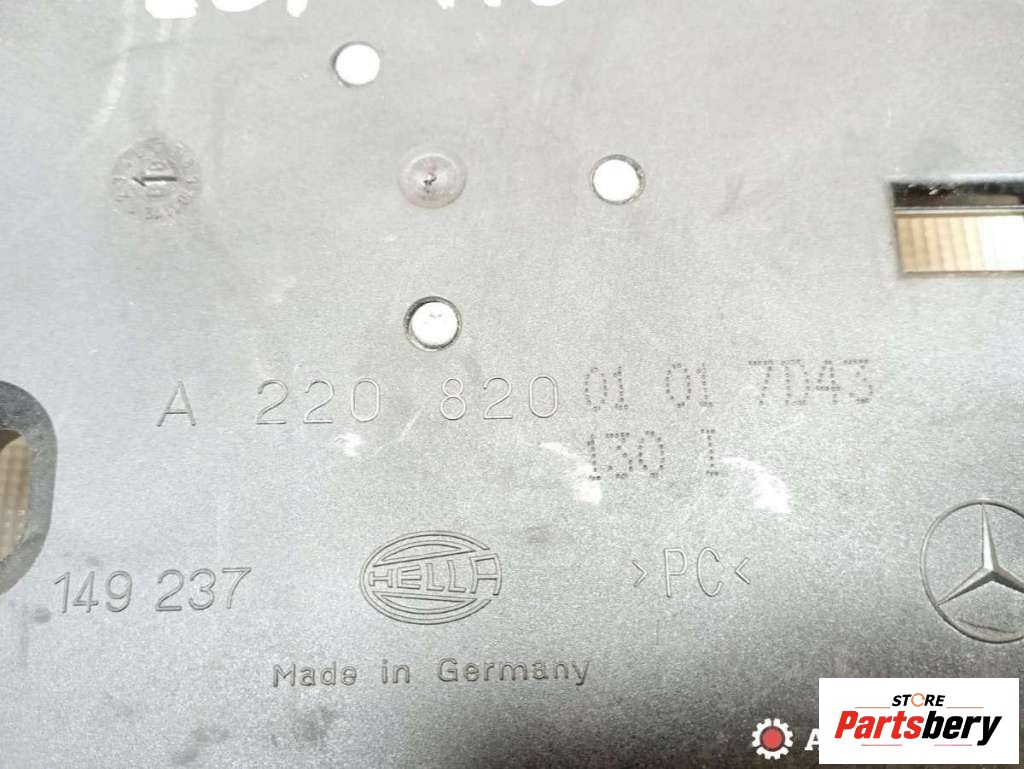 A 220 820 01 01 7D43
130 I
149 237 HELLA >PC<
Made in Germany
A
STORE
Partsbery